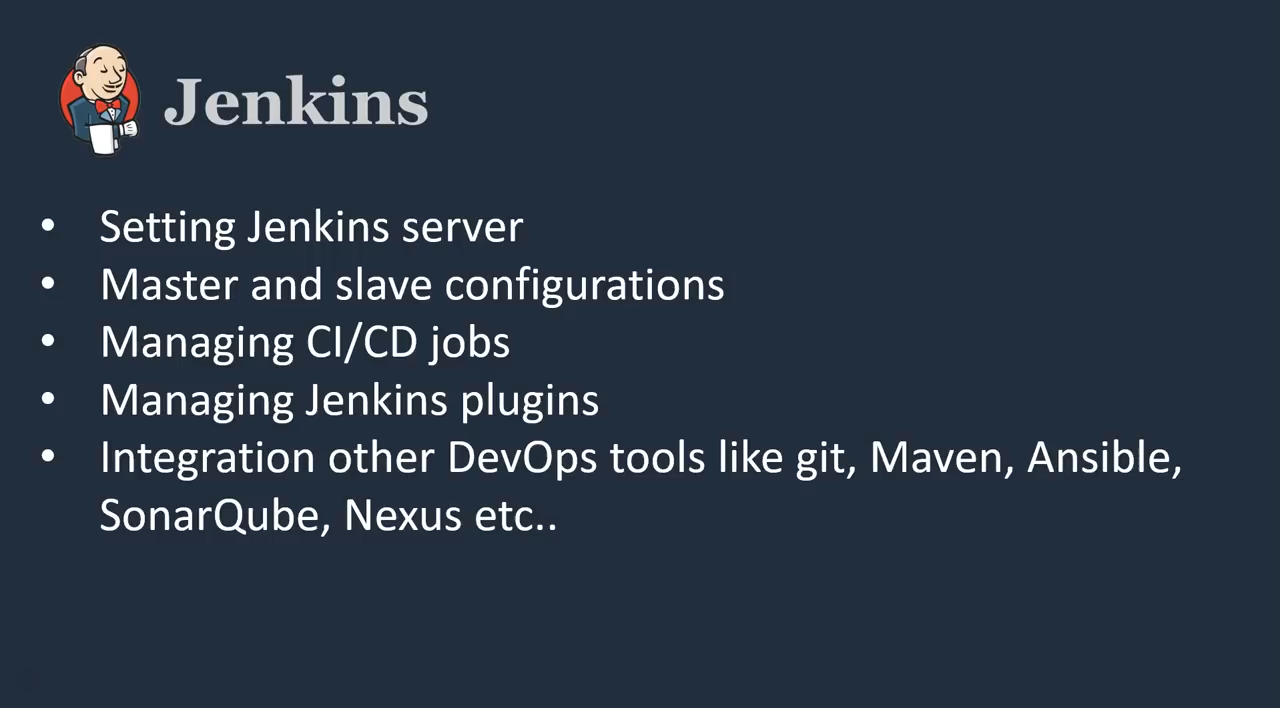 Jenkins
• Setting Jenkins server
• Master and slave configurations
• Managing CI/CD jobs
• Managing Jenkins plugins
• Integration other DevOps tools like git, Maven, Ansible,
SonarQube, Nexus etc..